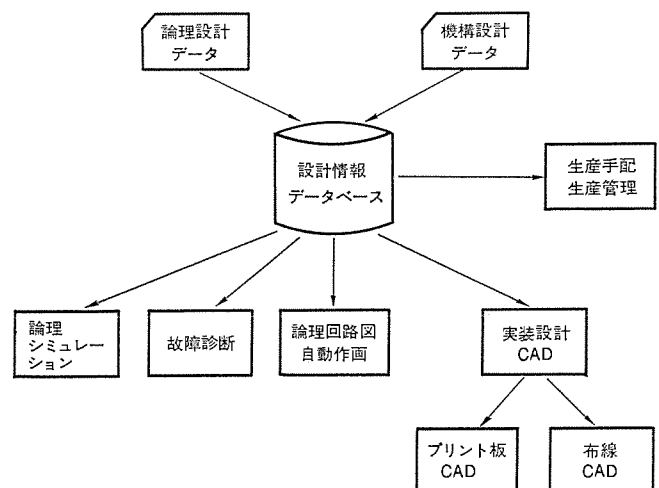 論理設計
データ
機構設計
データ
設計情報
データベース
生産手配
生産管理
論理
シミュレー
ション
故障診断
論理回路図
自動作画
実装設計
CAD
プリント板
CAD
布線
CAD